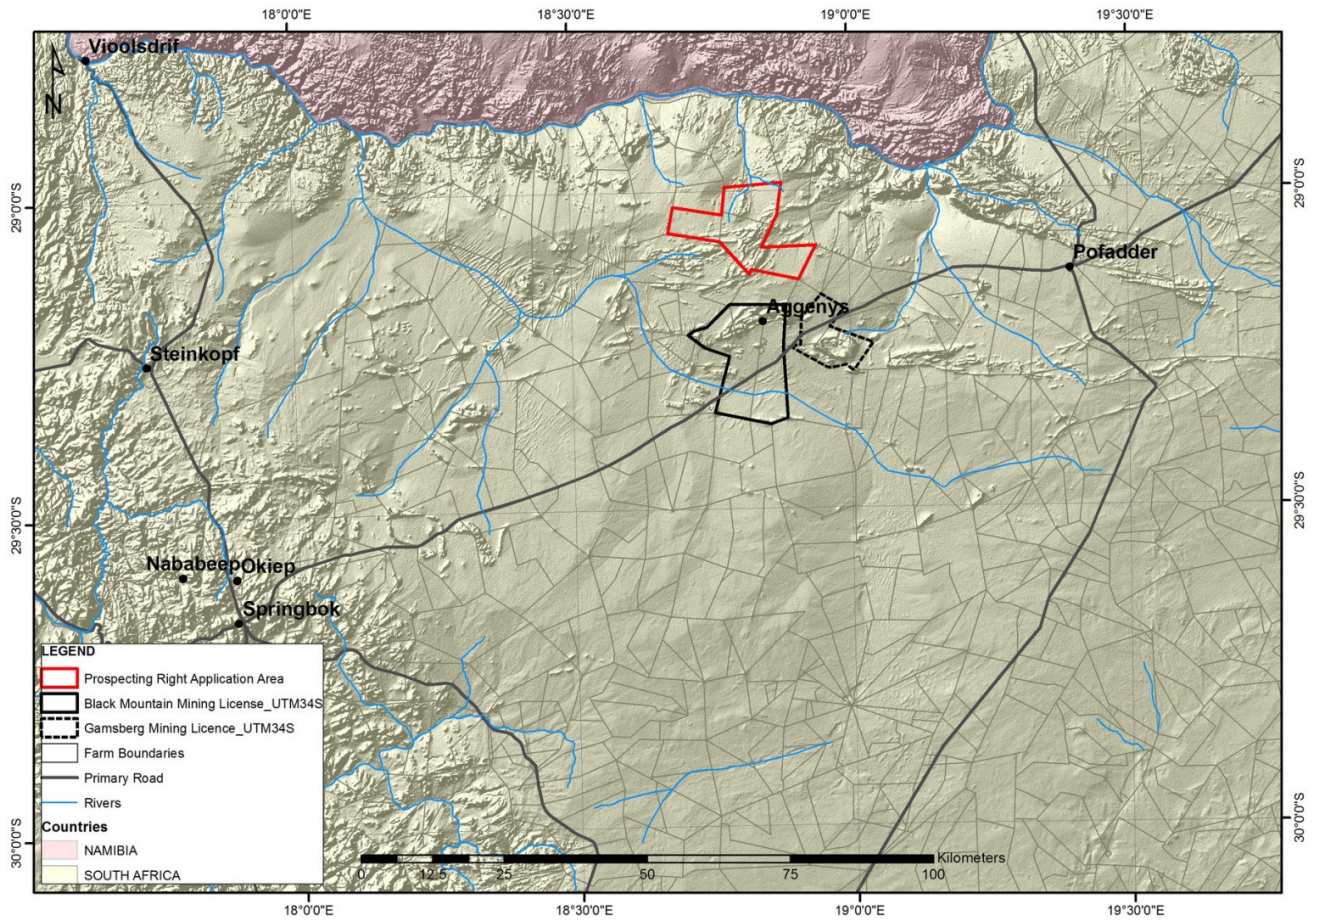 18°0'0"E
18°30'0"E
19°0'0"E
19°30'0"E
Vioolsdrif
N
29°0'0"S
29°0'0"S
Pofadder
Aggenys
Steinkopf
29°30'0"S
29°30'0"S
Nababeep
Okiep
Springbok
LEGEND
Prospecting Right Application Area
Black Mountain Mining License_UTM34S
Gamsberg Mining Licence_UTM34S
Farm Boundaries
Primary Road
Rivers
Countries
NAMIBIA
SOUTH AFRICA
30°0'0"S
30°0'0"S
Kilometers
0
12.5
25
50
75
100
18°0'0"E
18°30'0"E
19°0'0"E
19°30'0"E